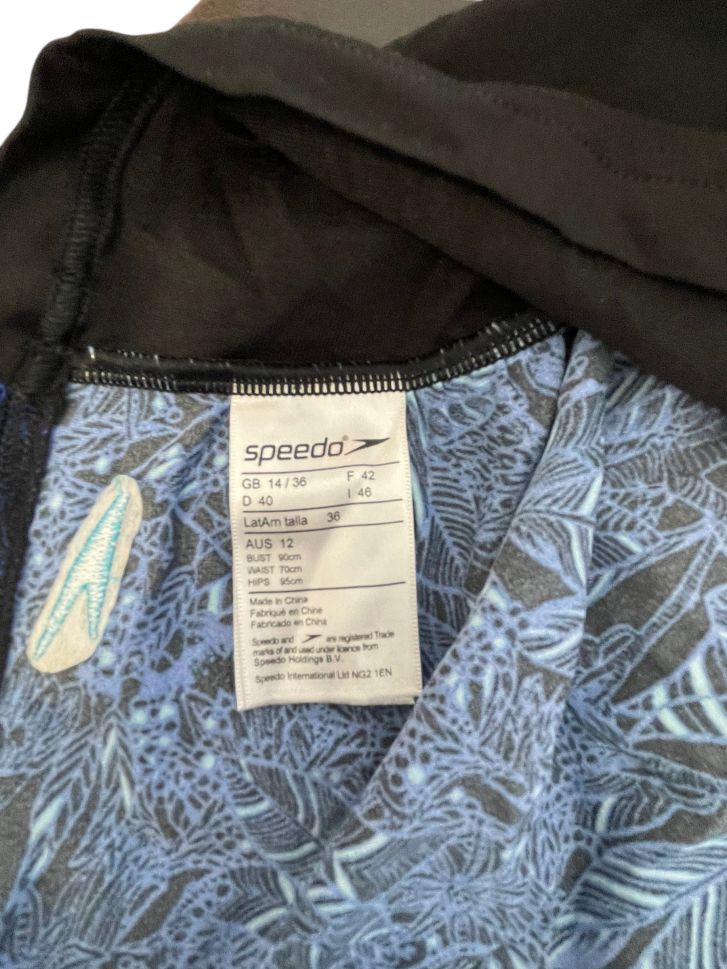 speedo®
GB 14/36 F 42
D 40 I 46
LatAm talla 36
AUS 12
BUST 90cm
WAIST 70cm
HIPS 95cm
Made in China
Fabriqué en Chine
Fabricado en China
Speedo and are registered Trade
marks of and used under licence from
Speedo Holdings B.V.
Speedo International Ltd NG2 1EN